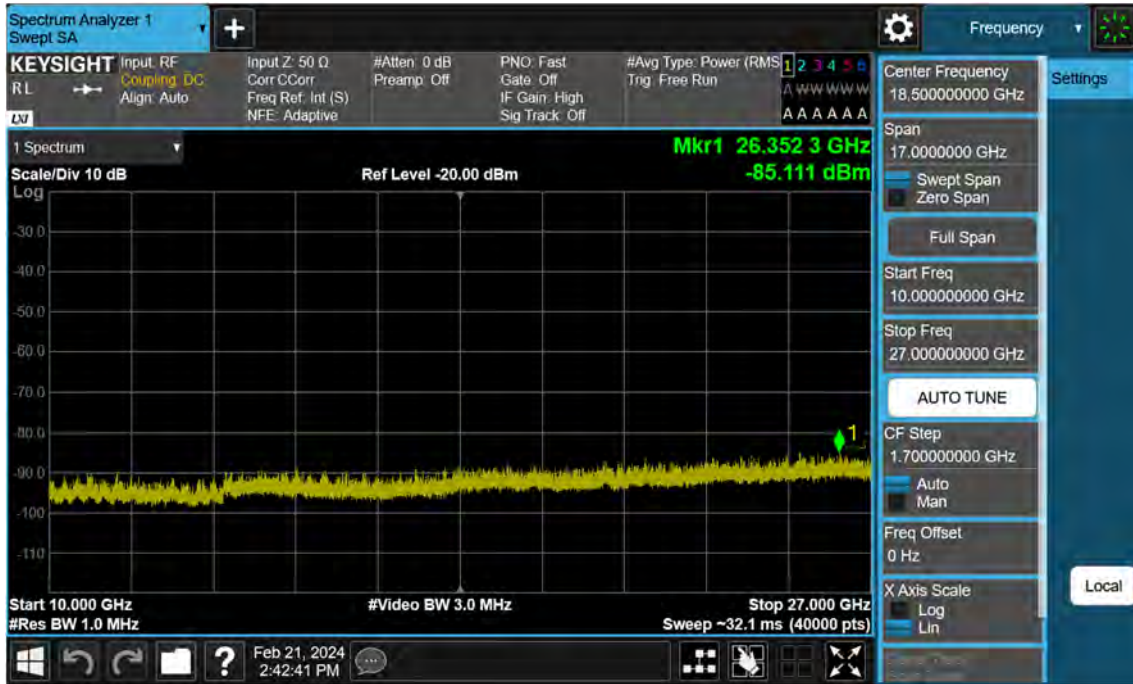 Spectrum Analyzer 1
Swept SA
+
Frequency
KEYSIGHT
RL
LXI
Input: RF
Coupling: DC
Align: Auto
Input Z: 50 Ω
Corr CCorr
Freq Ref: Int (S)
NFE: Adaptive
#Atten: 0 dB
Preamp: Off
PNO: Fast
Gate: Off
IF Gain: High
Sig Track: Off
#Avg Type: Power (RMS
Trig: Free Run
1 2 3 4 5 6
A W W W W W
A A A A A A
1 Spectrum
Mkr1 26.352 3 GHz
-85.111 dBm
Scale/Div 10 dB
Ref Level -20.00 dBm
Log
-30.0
-40.0
-50.0
-60.0
-70.0
-80.0
-90.0
-100
-110
1
Start 10.000 GHz
#Video BW 3.0 MHz
Stop 27.000 GHz
#Res BW 1.0 MHz
Sweep ~32.1 ms (40000 pts)
Feb 21, 2024
2:42:41 PM
?
Center Frequency
18.500000000 GHz
Settings
Span
17.0000000 GHz
Swept Span
Zero Span
Full Span
Start Freq
10.000000000 GHz
Stop Freq
27.000000000 GHz
AUTO TUNE
CF Step
1.700000000 GHz
Auto
Man
Freq Offset
0 Hz
X Axis Scale
Log
Lin
Local